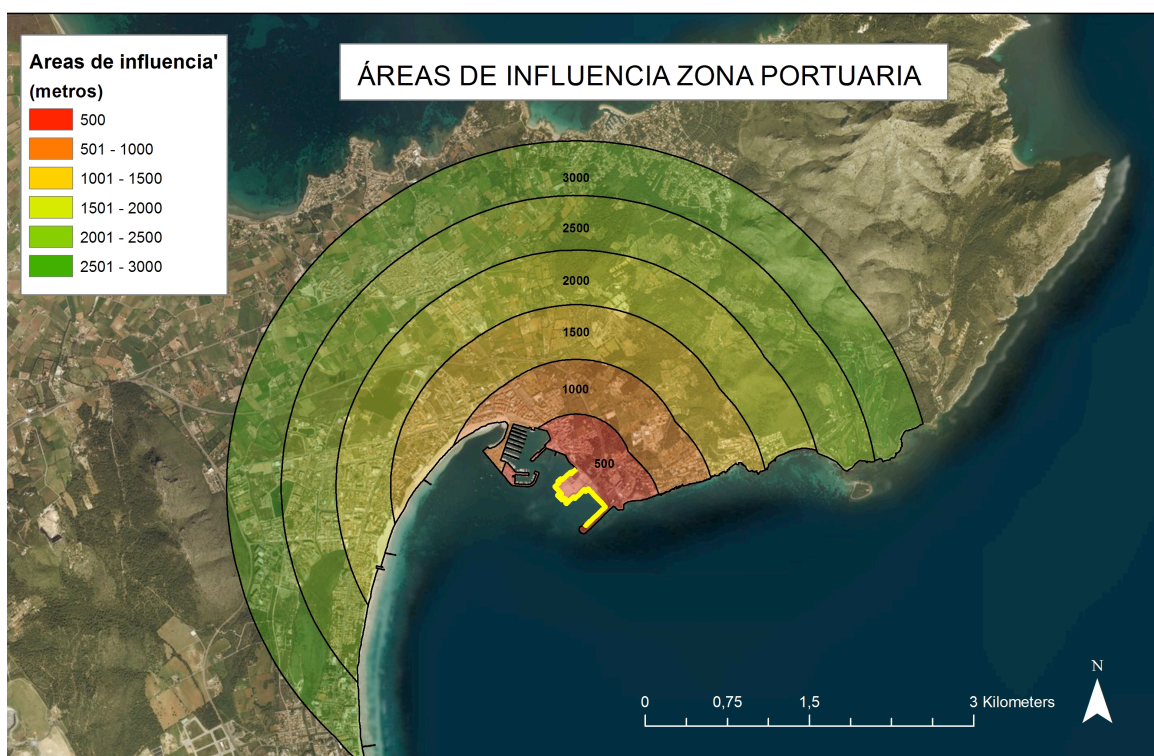 Areas de influencia'
(metros)
500
501 - 1000
1001 - 1500
1501 - 2000
2001 - 2500
2501 - 3000
ÁREAS DE INFLUENCIA ZONA PORTUARIA
3000
2500
2000
1500
1000
500
N
0 0,75 1,5 3 Kilometers